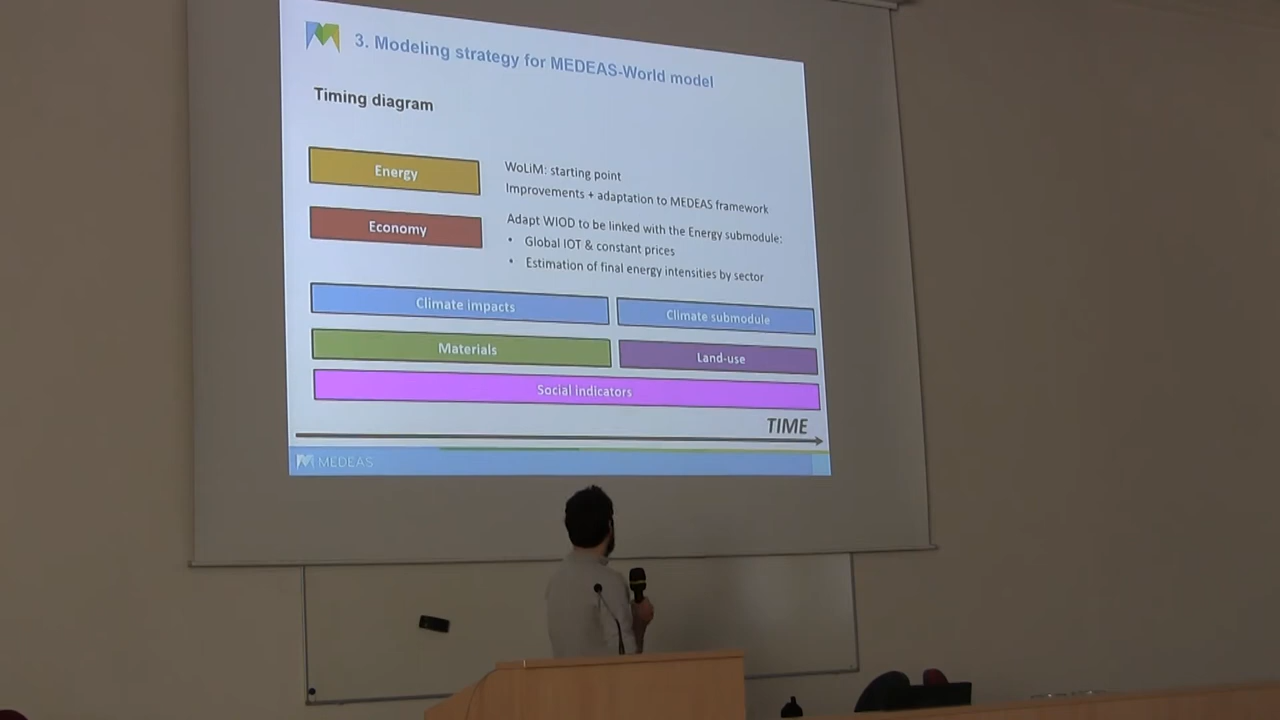 3. Modeling strategy for MEDEAS-World model
Timing diagram
Energy
WoLiM: starting point
Improvements + adaptation to MEDEAS framework
Economy
Adapt WIOD to be linked with the Energy submodule:
• Global IOT & constant prices
• Estimation of final energy intensities by sector
Climate impacts
Climate submodule
Materials
Land-use
Social indicators
TIME
MEDEAS